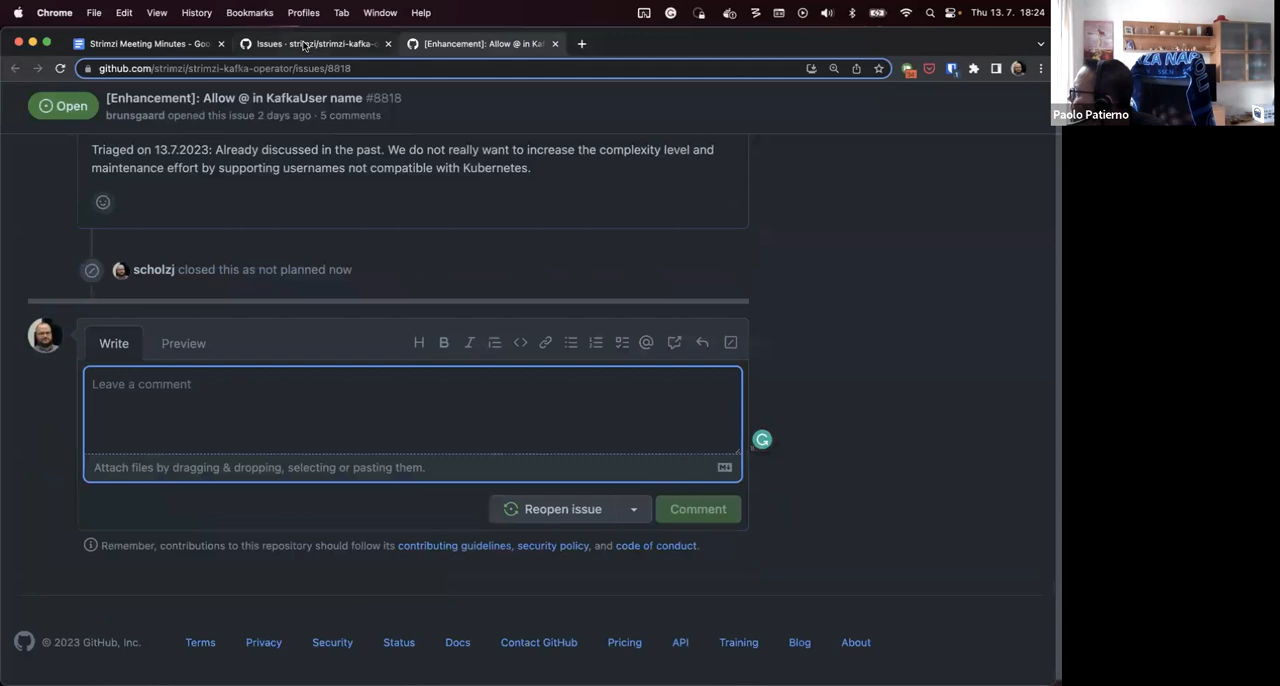 Chrome File Edit View History Bookmarks Profiles Tab Window Help Thu 13. 7. 18:24
Strimzi Meeting Minutes - Goo Issues · strimzi/strimzi-kafka-o [Enhancement]: Allow @ in Kaf
github.com/strimzi/strimzi-kafka-operator/issues/8818
Open [Enhancement]: Allow @ in KafkaUser name #8818
brunsgaard opened this issue 2 days ago · 5 comments
Paolo Patierno
Triaged on 13.7.2023: Already discussed in the past. We do not really want to increase the complexity level and
maintenance effort by supporting usernames not compatible with Kubernetes.
scholzj closed this as not planned now
Write Preview
Leave a comment
Attach files by dragging & dropping, selecting or pasting them.
Reopen issue Comment
Remember, contributions to this repository should follow its contributing guidelines, security policy, and code of conduct.
© 2023 GitHub, Inc. Terms Privacy Security Status Docs Contact GitHub Pricing API Training Blog About